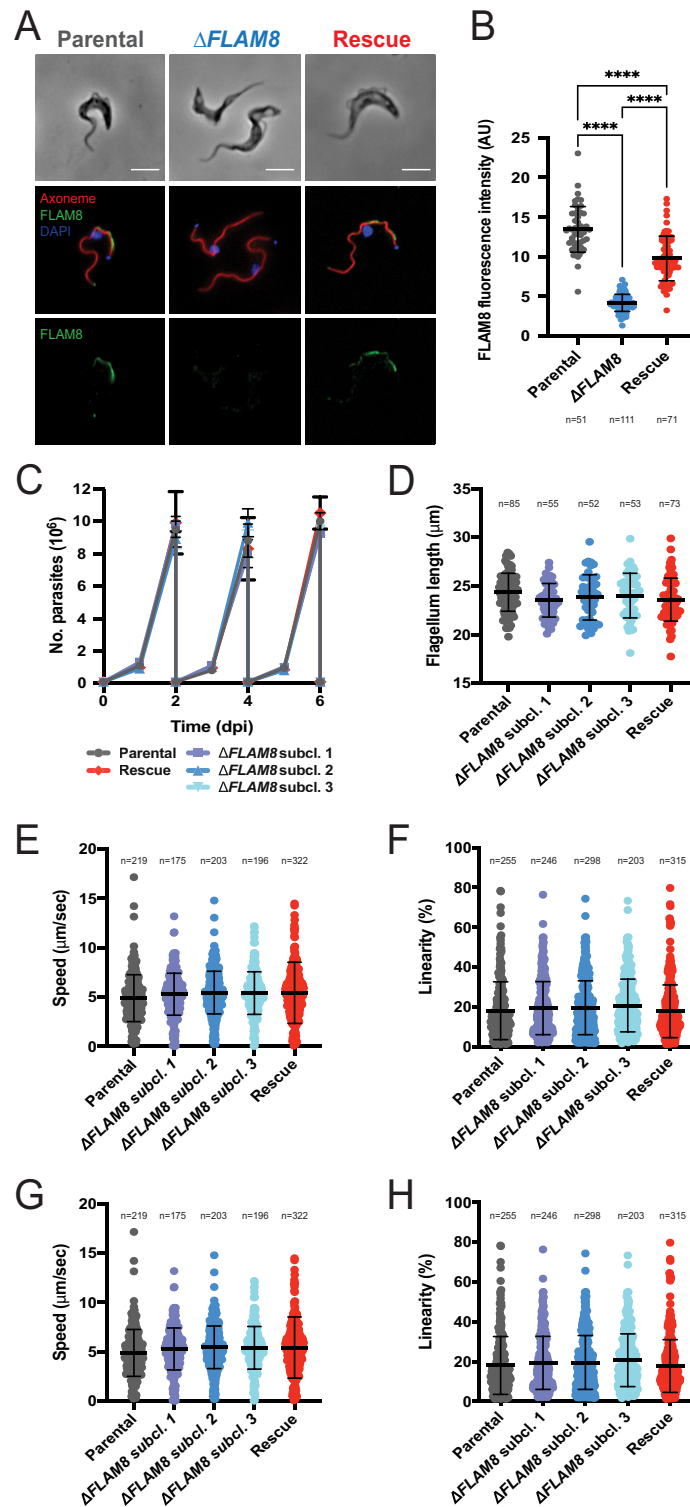 A
Parental
ΔFLAM8
Rescue
Axoneme
FLAM8
DAPI
FLAM8
B
****
****
****
FLAM8 fluorescence intensity (AU)
25
20
15
10
5
0
Parental
ΔFLAM8
Rescue
n=51
n=111
n=71
C
No. parasites (10⁶)
12
10
8
6
4
2
0
0
2
4
6
Time (dpi)
Parental
Rescue
ΔFLAM8 subcl. 1
ΔFLAM8 subcl. 2
ΔFLAM8 subcl. 3
D
Flagellum length (μm)
35
30
25
20
15
n=85
n=55
n=52
n=53
n=73
Parental
ΔFLAM8 subcl. 1
ΔFLAM8 subcl. 2
ΔFLAM8 subcl. 3
Rescue
E
Speed (μm/sec)
20
15
10
5
0
n=219
n=175
n=203
n=196
n=322
Parental
ΔFLAM8 subcl. 1
ΔFLAM8 subcl. 2
ΔFLAM8 subcl. 3
Rescue
F
Linearity (%)
100
80
60
40
20
0
n=255
n=246
n=298
n=203
n=315
Parental
ΔFLAM8 subcl. 1
ΔFLAM8 subcl. 2
ΔFLAM8 subcl. 3
Rescue
G
Speed (μm/sec)
20
15
10
5
0
n=219
n=175
n=203
n=196
n=322
Parental
ΔFLAM8 subcl. 1
ΔFLAM8 subcl. 2
ΔFLAM8 subcl. 3
Rescue
H
Linearity (%)
100
80
60
40
20
0
n=255
n=246
n=298
n=203
n=315
Parental
ΔFLAM8 subcl. 1
ΔFLAM8 subcl. 2
ΔFLAM8 subcl. 3
Rescue